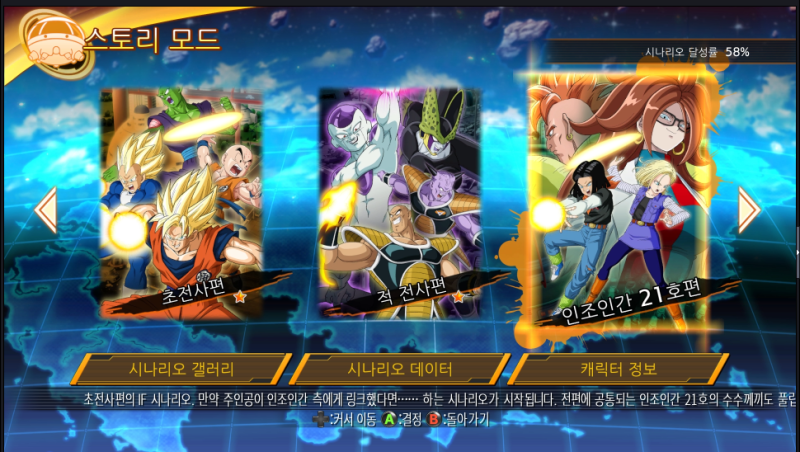 스토리 모드
시나리오 달성률 58%
초전사편
적 전사편
인조인간 21호편
시나리오 갤러리
시나리오 데이터
캐릭터 정보
초전사편의 IF 시나리오. 만약 주인공이 인조인간 측에게 링크했다면…… 하는 시나리오가 시작됩니다. 전편에 공통되는 인조인간 21호의 수수께끼도 풀립
:커서 이동 A:결정 B:돌아가기